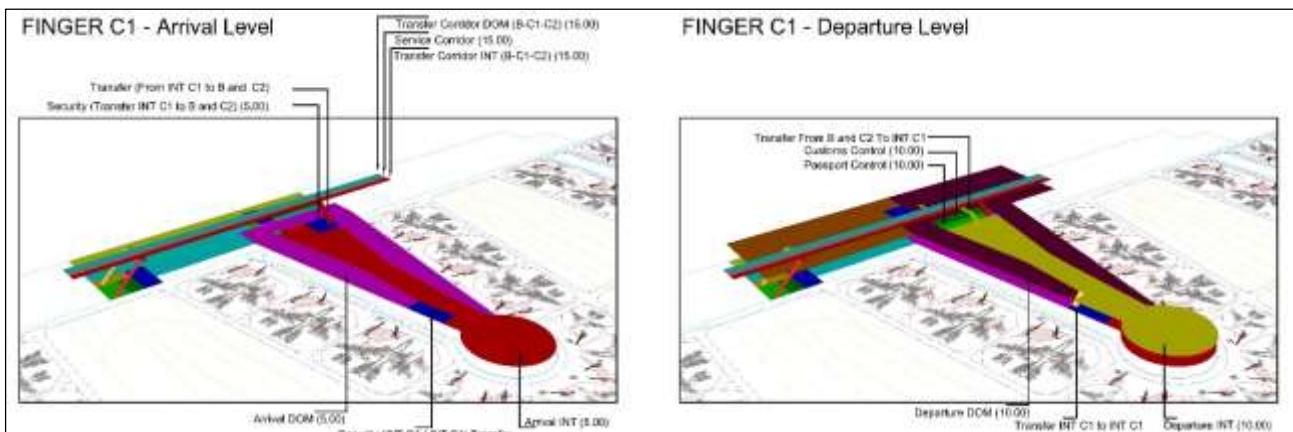 FINGER C1 - Arrival Level
Transfer Corridor DOM (B-C1-C2) (15.00)
Service Corridor (15.00)
Transfer Corridor INT (B-C1-C2) (15.00)
Transfer (From INT C1 to B and C2)
Security (Transfer INT C1 to B and C2) (5.00)
Arrival DOM (5.00)
Arrival INT (5.00)
FINGER C1 - Departure Level
Transfer From B and C2 To INT C1
Customs Control (10.00)
Passport Control (10.00)
Departure DOM (10.00)
Transfer INT C1 to INT C1
Departure INT (10.00)